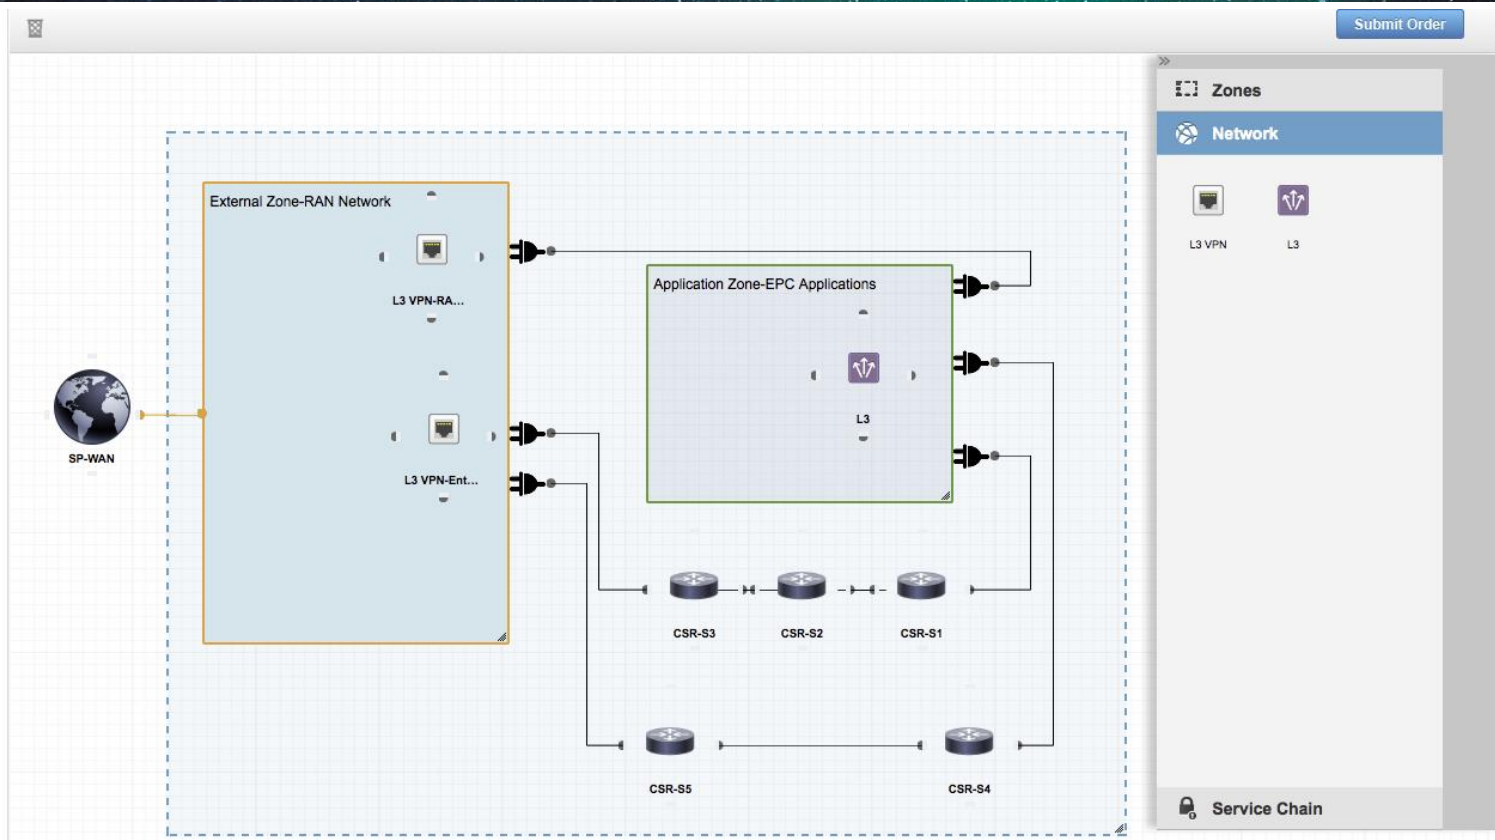 Submit Order
Zones
Network
L3 VPN
L3
Service Chain
External Zone-RAN Network
L3 VPN-RA...
L3 VPN-Ent...
SP-WAN
Application Zone-EPC Applications
L3
CSR-S3
CSR-S2
CSR-S1
CSR-S5
CSR-S4